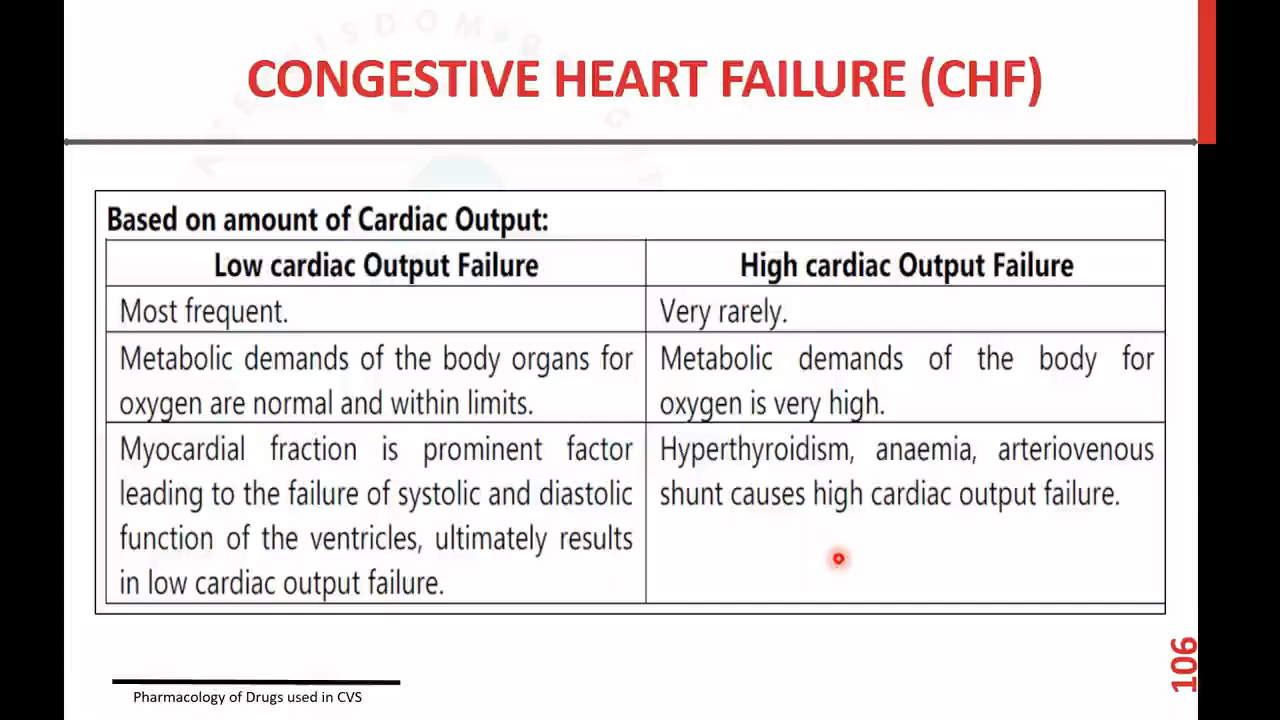 CONGESTIVE HEART FAILURE (CHF)
Based on amount of Cardiac Output:
Low cardiac Output Failure
High cardiac Output Failure
Most frequent.
Very rarely.
Metabolic demands of the body organs for
oxygen are normal and within limits.
Metabolic demands of the body for
oxygen is very high.
Myocardial fraction is prominent factor
leading to the failure of systolic and diastolic
function of the ventricles, ultimately results
in low cardiac output failure.
Hyperthyroidism, anaemia, arteriovenous
shunt causes high cardiac output failure.
Pharmacology of Drugs used in CVS
106